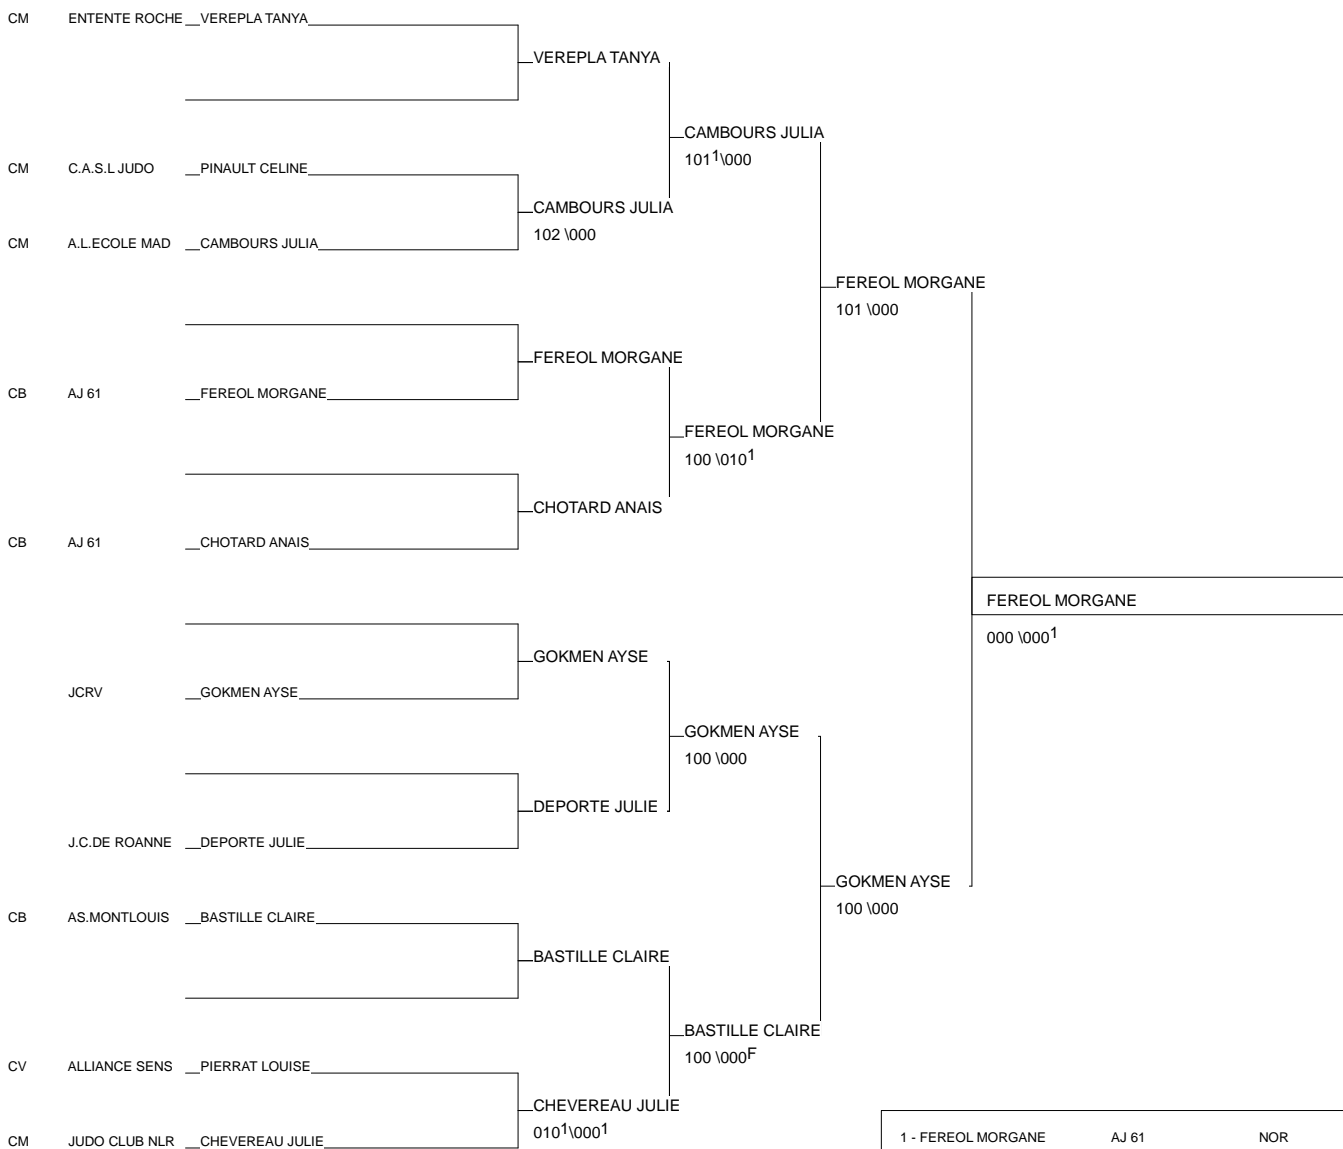 CM ENTENTE ROCHE VEREPLA TANYA
VEREPLA TANYA
CAMBOURS JULIA
101¹\000
CM C.A.S.L JUDO PINAULT CELINE
CAMBOURS JULIA
102 \000
CM A.L.ECOLE MAD CAMBOURS JULIA
FEREOL MORGANE
101 \000
FEREOL MORGANE
CB AJ 61 FEREOL MORGANE
FEREOL MORGANE
100 \010¹
CHOTARD ANAIS
CB AJ 61 CHOTARD ANAIS
FEREOL MORGANE
000 \000¹
GOKMEN AYSE
JCRV GOKMEN AYSE
GOKMEN AYSE
100 \000
DEPORTE JULIE
J.C.DE ROANNE DEPORTE JULIE
GOKMEN AYSE
100 \000
CB AS.MONTLOUIS BASTILLE CLAIRE
BASTILLE CLAIRE
BASTILLE CLAIRE
100 \000F
CV ALLIANCE SENS PIERRAT LOUISE
CHEVEREAU JULIE
010¹\000¹
CM JUDO CLUB NLR CHEVEREAU JULIE
1 - FEREOL MORGANE AJ 61 NOR